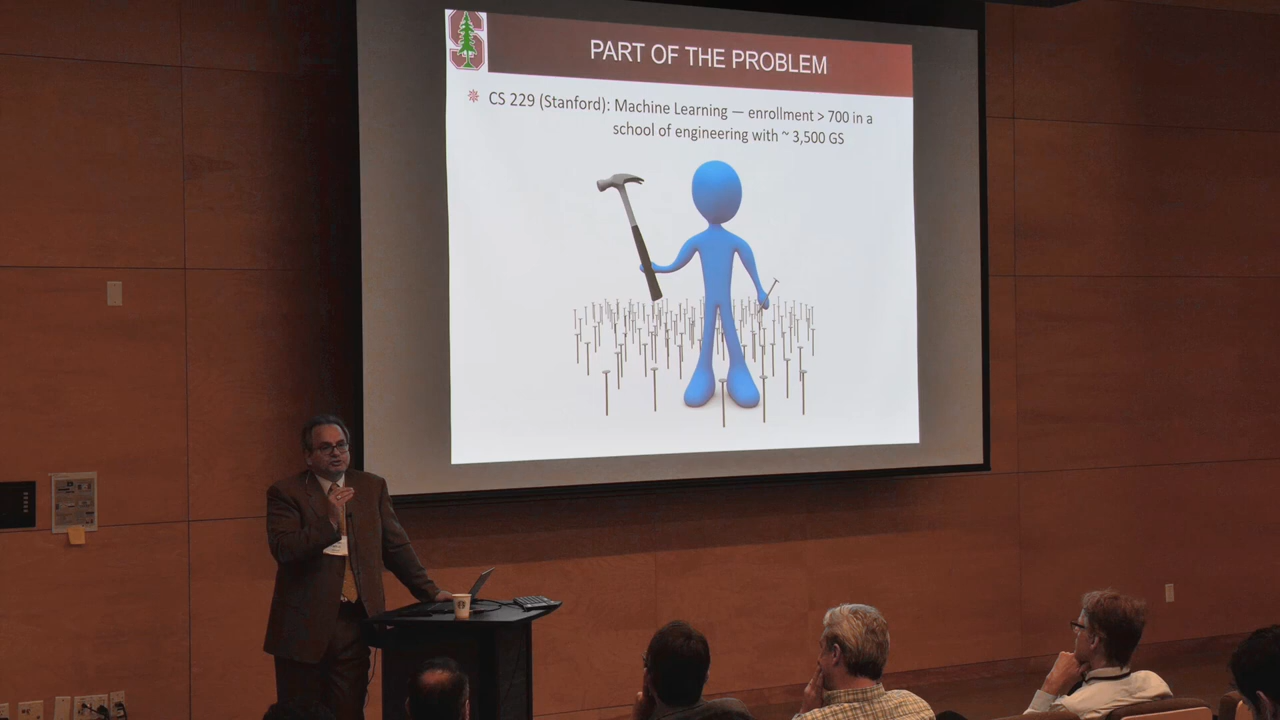 PART OF THE PROBLEM
CS 229 (Stanford): Machine Learning — enrollment > 700 in a
school of engineering with ~ 3,500 GS